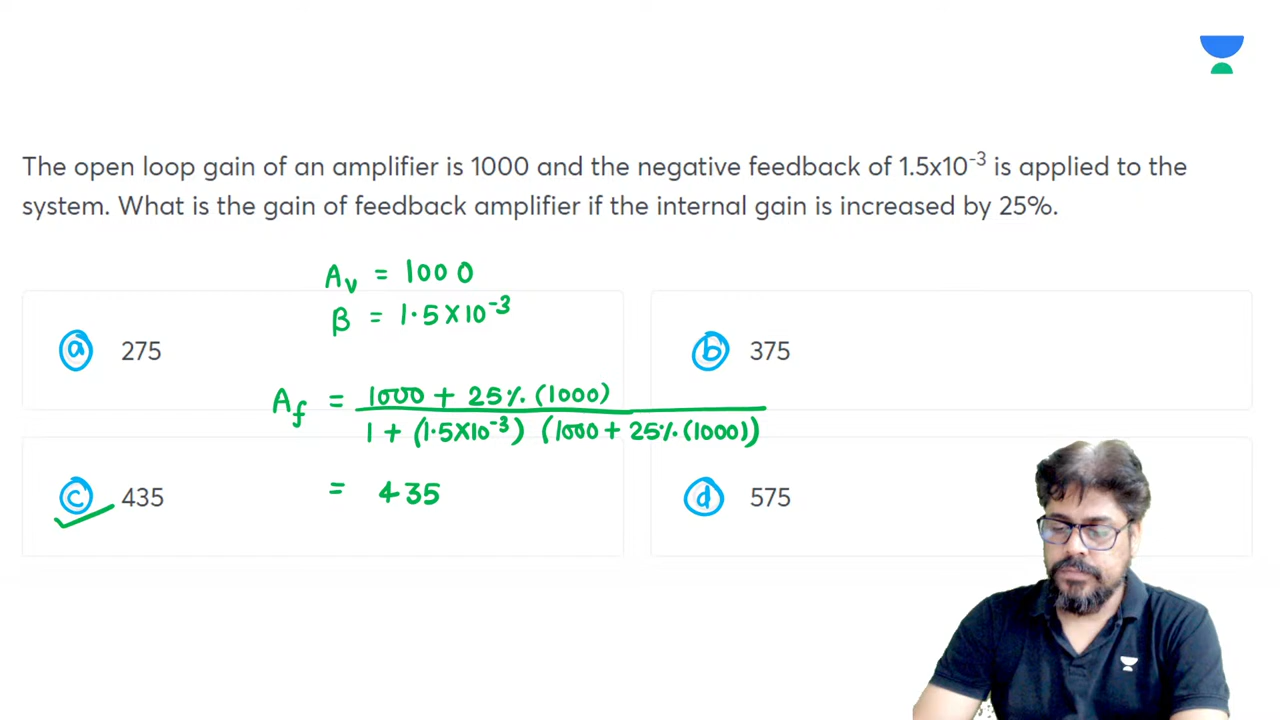 The open loop gain of an amplifier is 1000 and the negative feedback of 1.5x10⁻³ is applied to the
system. What is the gain of feedback amplifier if the internal gain is increased by 25%.
Av = 1000
β = 1.5×10⁻³
a 275
b 375
Af = 1000 + 25%(1000)
1 + (1.5×10⁻³) (1000 + 25%(1000))
= 435
c 435
d 575